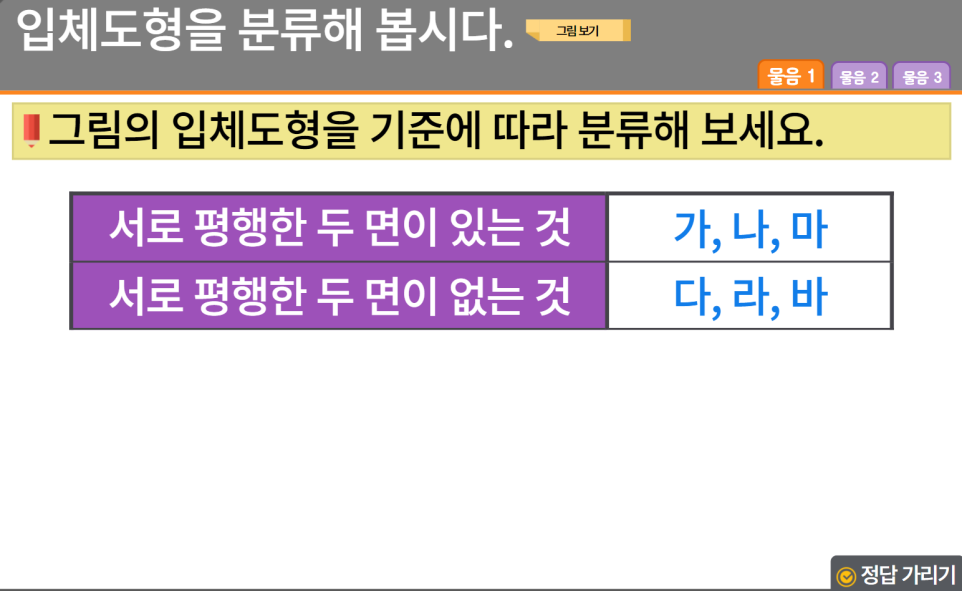 입체도형을 분류해 봅시다. 그림 보기
물음 1 물음 2 물음 3
그림의 입체도형을 기준에 따라 분류해 보세요.
서로 평행한 두 면이 있는 것 가, 나, 마
서로 평행한 두 면이 없는 것 다, 라, 바
정답 가리기